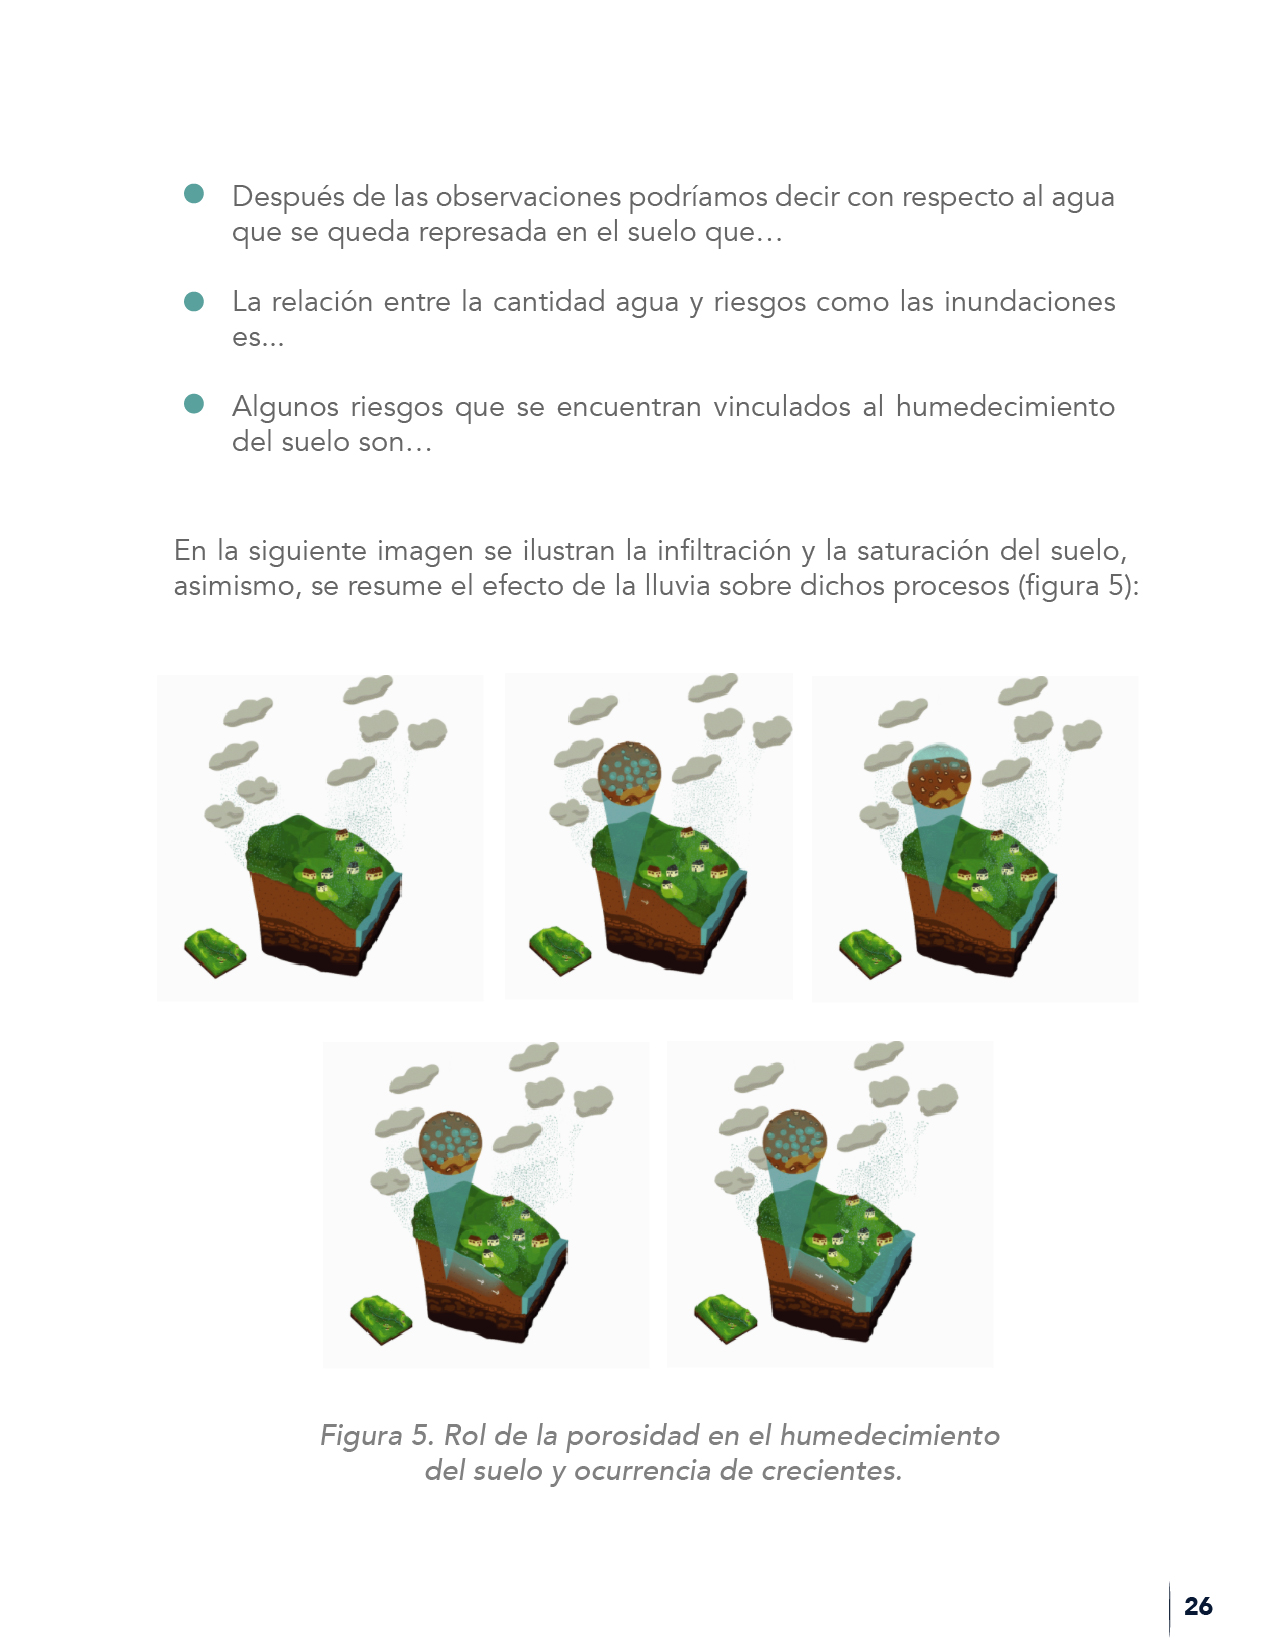 Después de las observaciones podríamos decir con respecto al agua
que se queda represada en el suelo que…
La relación entre la cantidad agua y riesgos como las inundaciones
es...
Algunos riesgos que se encuentran vinculados al humedecimiento
del suelo son…
En la siguiente imagen se ilustran la infiltración y la saturación del suelo,
asimismo, se resume el efecto de la lluvia sobre dichos procesos (figura 5):
Figura 5. Rol de la porosidad en el humedecimiento
del suelo y ocurrencia de crecientes.
26